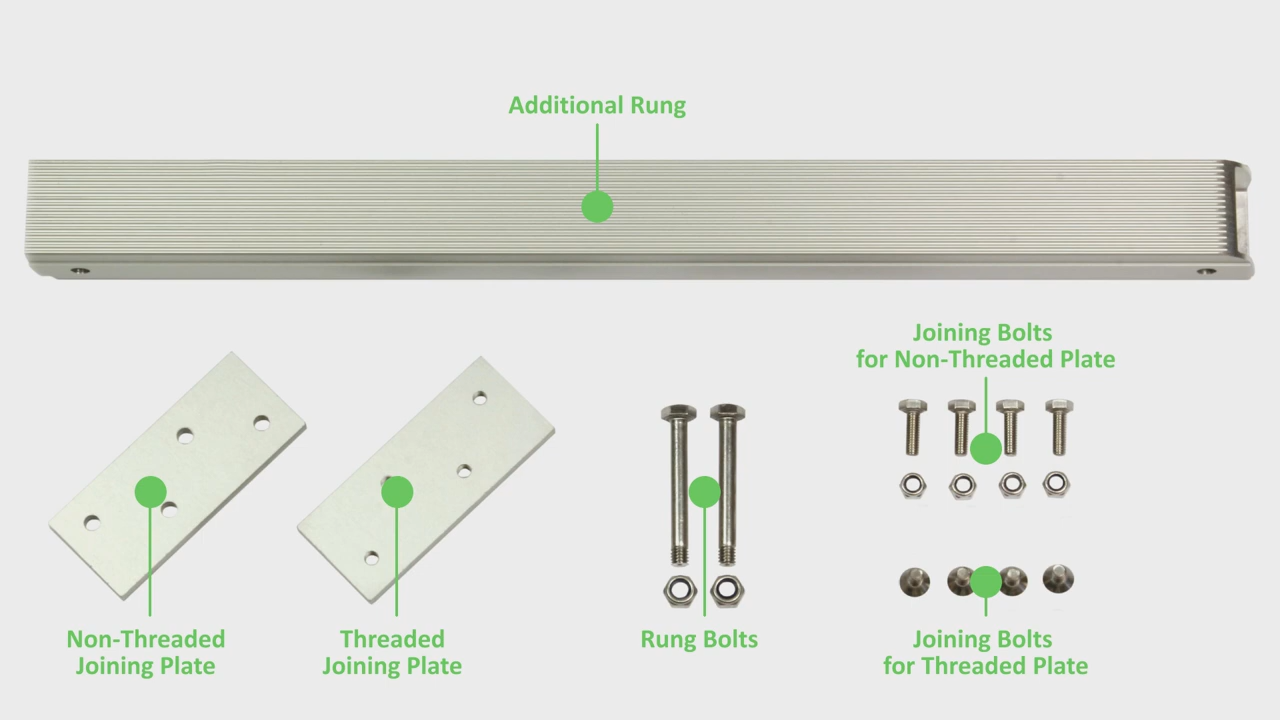 Additional Rung
Joining Bolts
for Non-Threaded Plate
Non-Threaded
Joining Plate
Threaded
Joining Plate
Rung Bolts
Joining Bolts
for Threaded Plate